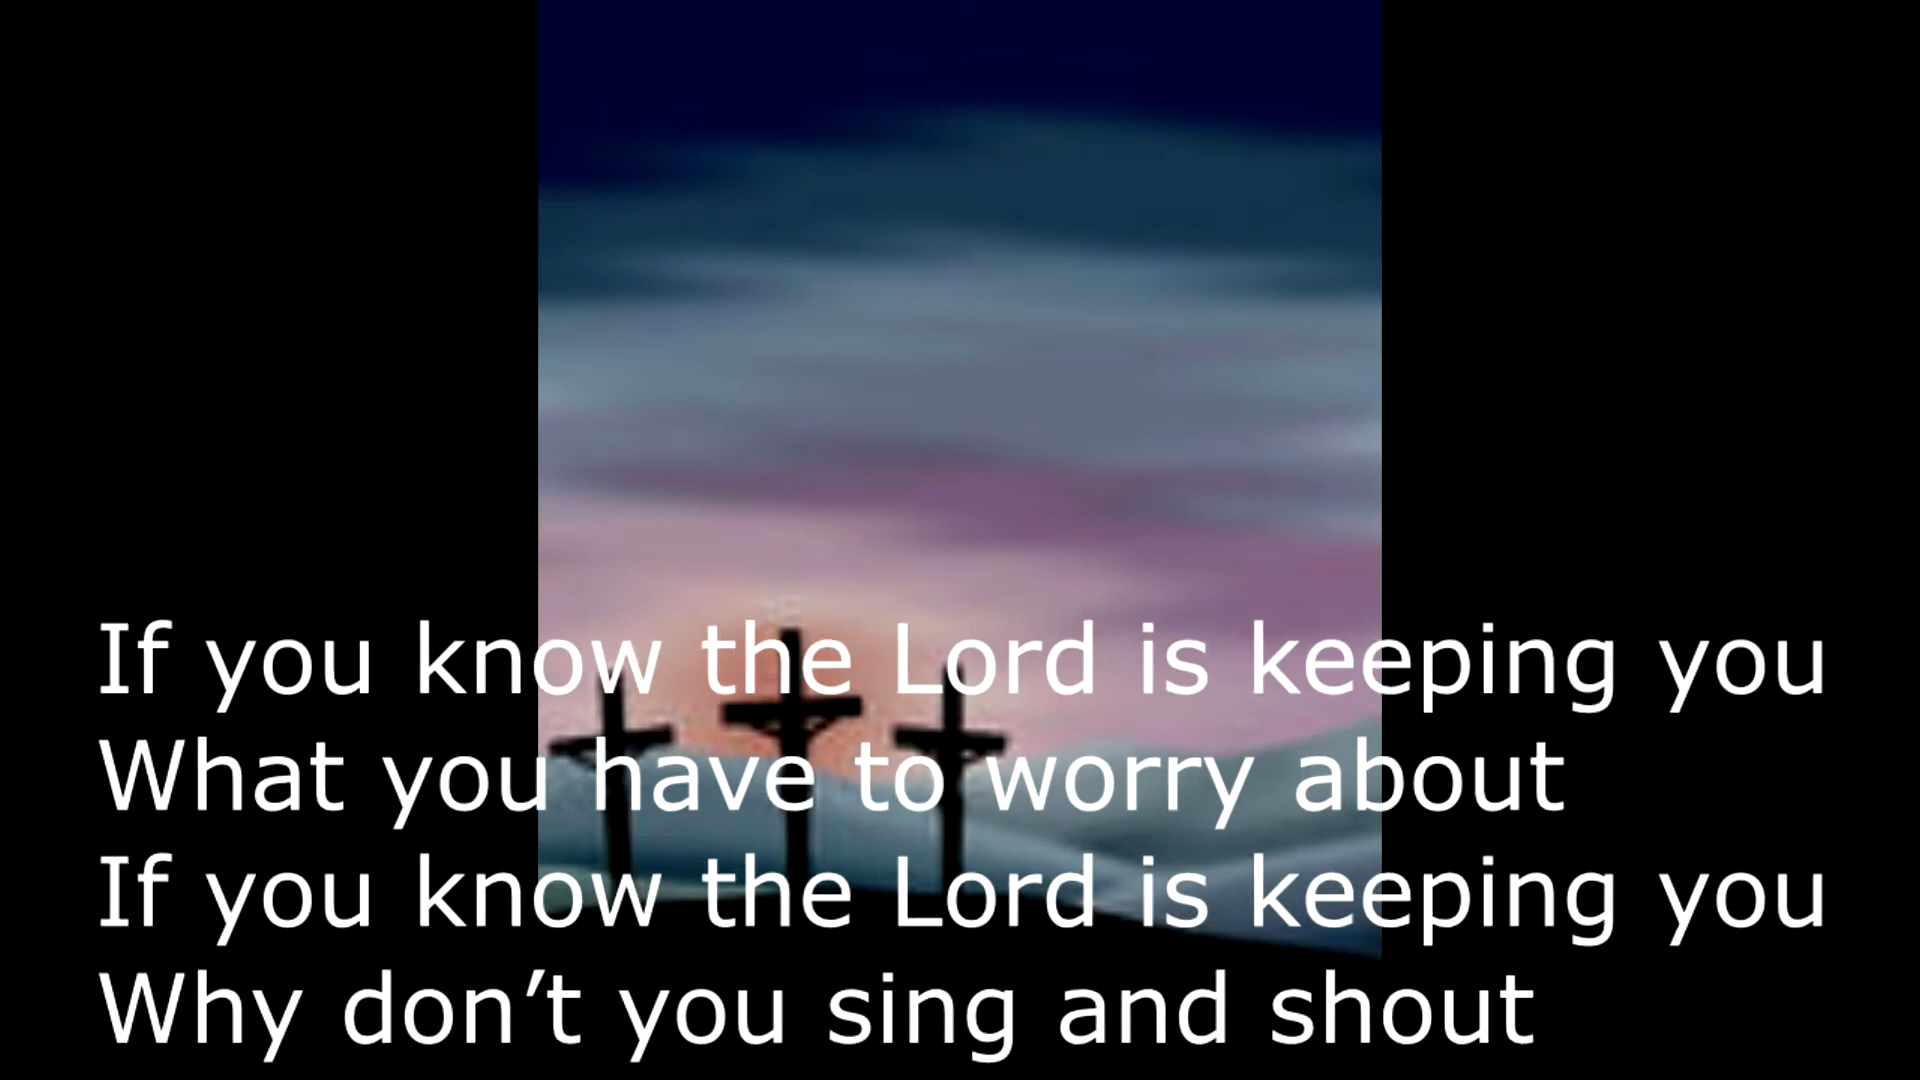 If you know the Lord is keeping you
What you have to worry about
If you know the Lord is keeping you
Why don’t you sing and shout